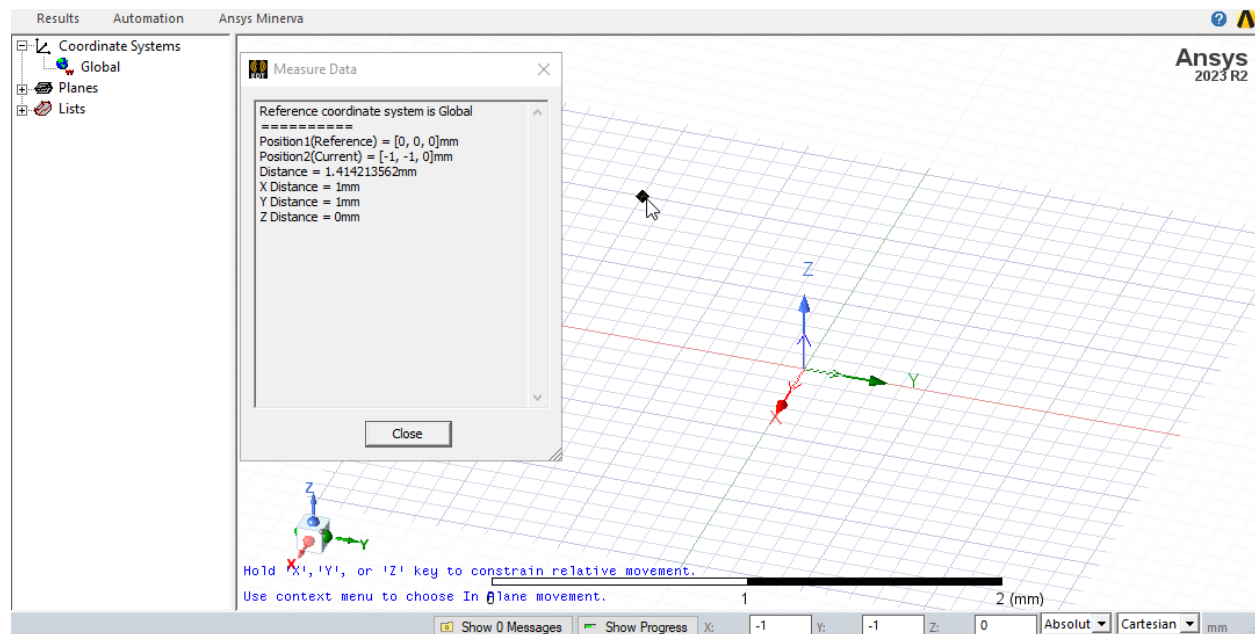 Results Automation Ansys Minerva
Coordinate Systems
Global
Planes
Lists
Measure Data
Reference coordinate system is Global
==========
Position1(Reference) = [0, 0, 0]mm
Position2(Current) = [-1, -1, 0]mm
Distance = 1.414213562mm
X Distance = 1mm
Y Distance = 1mm
Z Distance = 0mm
Close
Ansys
2023 R2
Z
Y
X
Z
Y
X
Hold 'X', 'Y', or 'Z' key to constrain relative movement.
Use context menu to choose In Plane movement.
0 1 2 (mm)
Show 0 Messages Show Progress X: -1 Y: -1 Z: 0 Absolut Cartesian mm